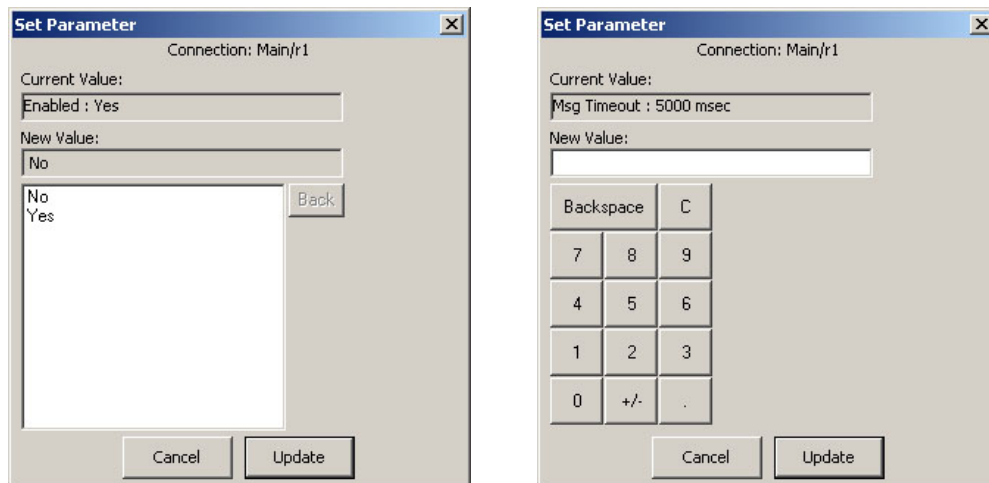 Set Parameter
Connection: Main/r1
Current Value:
Enabled : Yes
New Value:
No
No
Yes
Back
Cancel
Update
Set Parameter
Connection: Main/r1
Current Value:
Msg Timeout : 5000 msec
New Value:
Backspace C
7 8 9
4 5 6
1 2 3
0 +/- .
Cancel
Update